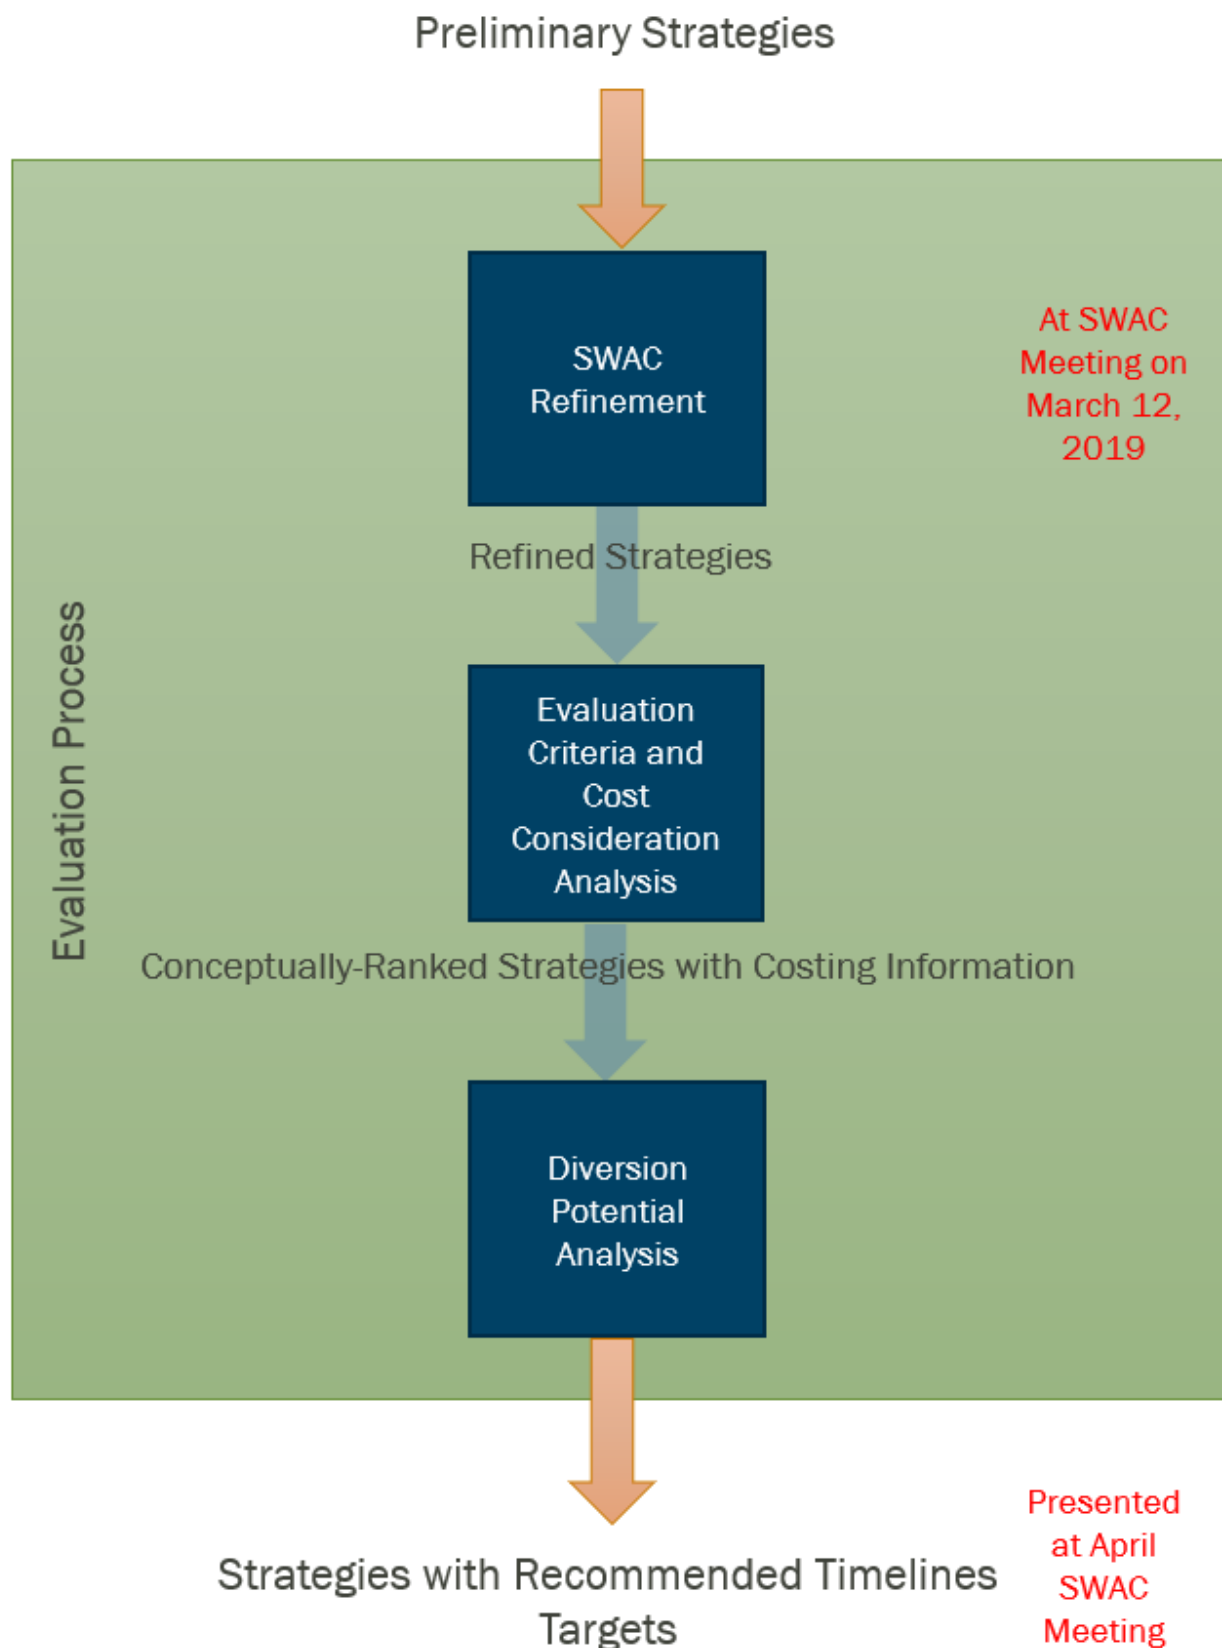 Preliminary Strategies
SWAC
Refinement
At SWAC
Meeting on
March 12,
2019
Refined Strategies
Evaluation Process
Evaluation
Criteria and
Cost
Consideration
Analysis
Conceptually-Ranked Strategies with Costing Information
Diversion
Potential
Analysis
Strategies with Recommended Timelines
Targets
Presented
at April
SWAC
Meeting